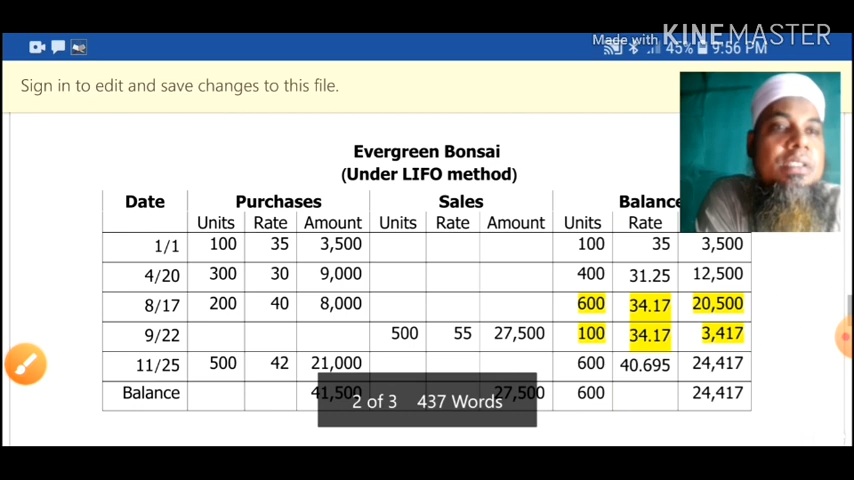 Made with KINEMASTER
45% 9:56 PM
Sign in to edit and save changes to this file.
Evergreen Bonsai
(Under LIFO method)
Date Purchases Sales Balance
Units Rate Amount Units Rate Amount Units Rate
1/1 100 35 3,500 100 35 3,500
4/20 300 30 9,000 400 31.25 12,500
8/17 200 40 8,000 600 34.17 20,500
9/22 500 55 27,500 100 34.17 3,417
11/25 500 42 21,000 600 40.695 24,417
Balance 41,500 27,500 600 24,417
2 of 3 437 Words